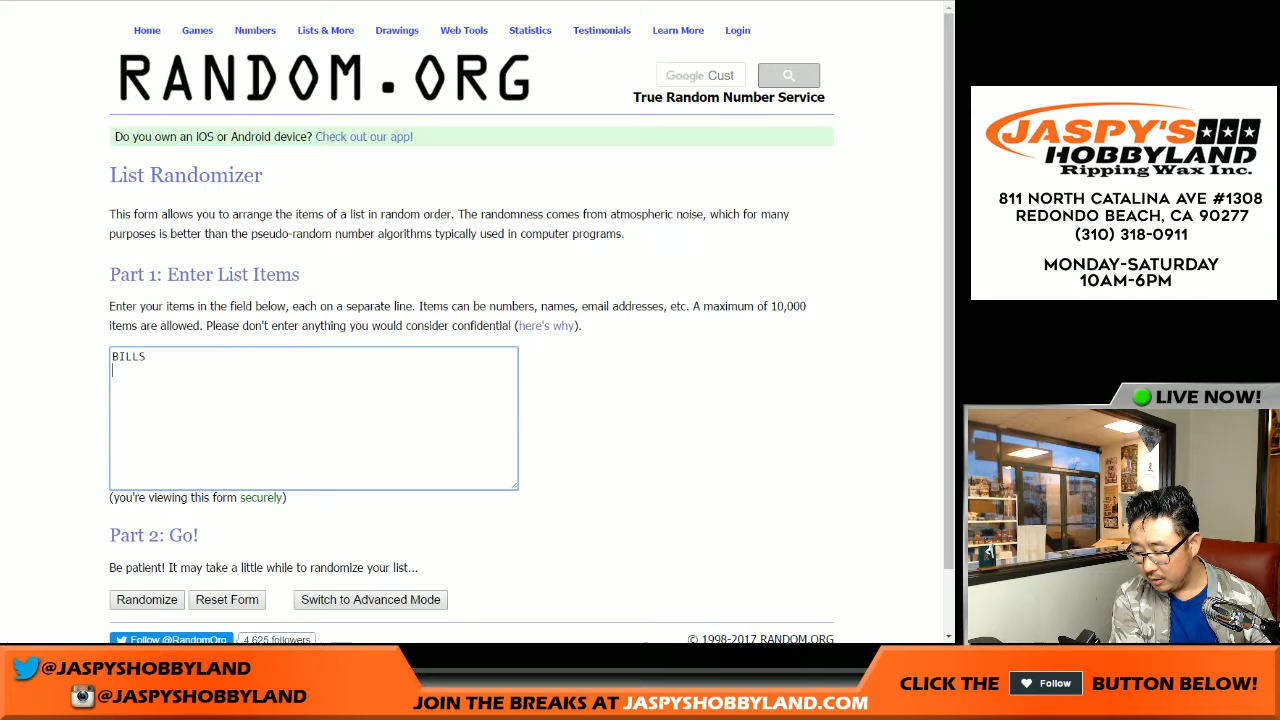 Home Games Numbers Lists & More Drawings Web Tools Statistics Testimonials Learn More Login
RANDOM.ORG
Google Cust
True Random Number Service
Do you own an iOS or Android device? Check out our app!
List Randomizer
This form allows you to arrange the items of a list in random order. The randomness comes from atmospheric noise, which for many
purposes is better than the pseudo-random number algorithms typically used in computer programs.
Part 1: Enter List Items
Enter your items in the field below, each on a separate line. Items can be numbers, names, email addresses, etc. A maximum of 10,000
items are allowed. Please don't enter anything you would consider confidential (here's why).
BILLS
(you're viewing this form securely)
Part 2: Go!
Be patient! It may take a little while to randomize your list...
Randomize Reset Form Switch to Advanced Mode
Follow @RandomOrg 4,625 followers
© 1998-2017 RANDOM.ORG
JASPY'S
HOBBYLAND
Ripping Wax Inc.
811 NORTH CATALINA AVE #1308
REDONDO BEACH, CA 90277
(310) 318-0911
MONDAY-SATURDAY
10AM-6PM
LIVE NOW!
@JASPYSHOBBYLAND
@JASPYSHOBBYLAND
JOIN THE BREAKS AT JASPYSHOBBYLAND.COM
CLICK THE Follow BUTTON BELOW!